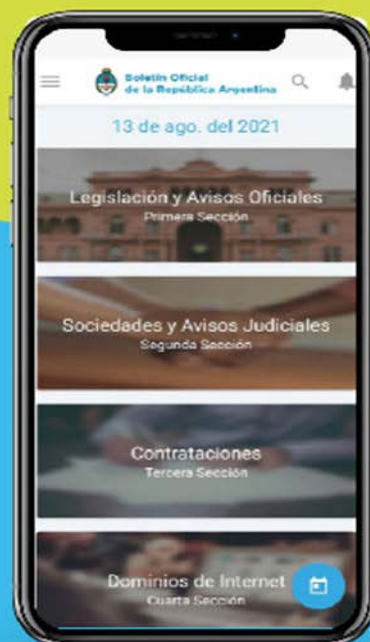 Boletín Oficial
de la República Argentina
13 de ago. del 2021
Legislación y Avisos Oficiales
Primera Sección
Sociedades y Avisos Judiciales
Segunda Sección
Contrataciones
Tercera Sección
Dominios de Internet
Cuarta Sección